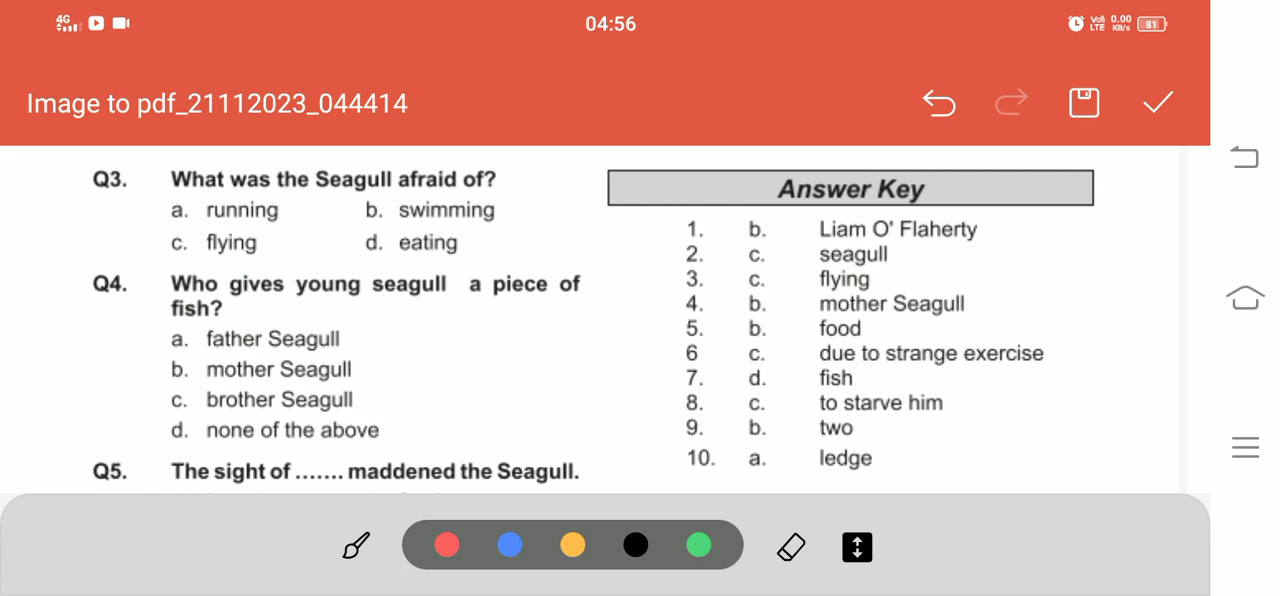 4G
04:56
Vo) 0.00
LTE KB/s
81
Image to pdf_21112023_044414
Q3. What was the Seagull afraid of?
a. running b. swimming
c. flying d. eating
Q4. Who gives young seagull a piece of
fish?
a. father Seagull
b. mother Seagull
c. brother Seagull
d. none of the above
Q5. The sight of ....... maddened the Seagull.
Answer Key
1. b. Liam O' Flaherty
2. c. seagull
3. c. flying
4. b. mother Seagull
5. b. food
6 c. due to strange exercise
7. d. fish
8. c. to starve him
9. b. two
10. a. ledge